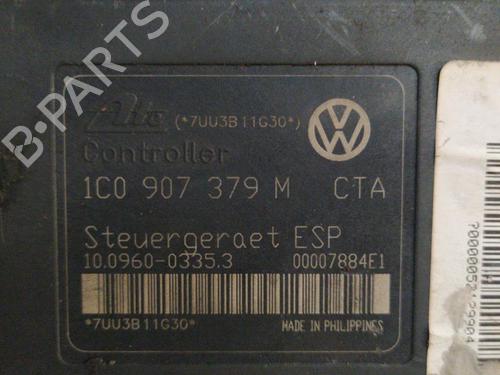 B-PARTS
Ate (*7UU3B11G30*)
Controller
1C0 907 379 M CTA
Steuergeraet ESP
10.0960-0335.3 00007884E1
*7UU3B11G30* MADE IN PHILIPPINES